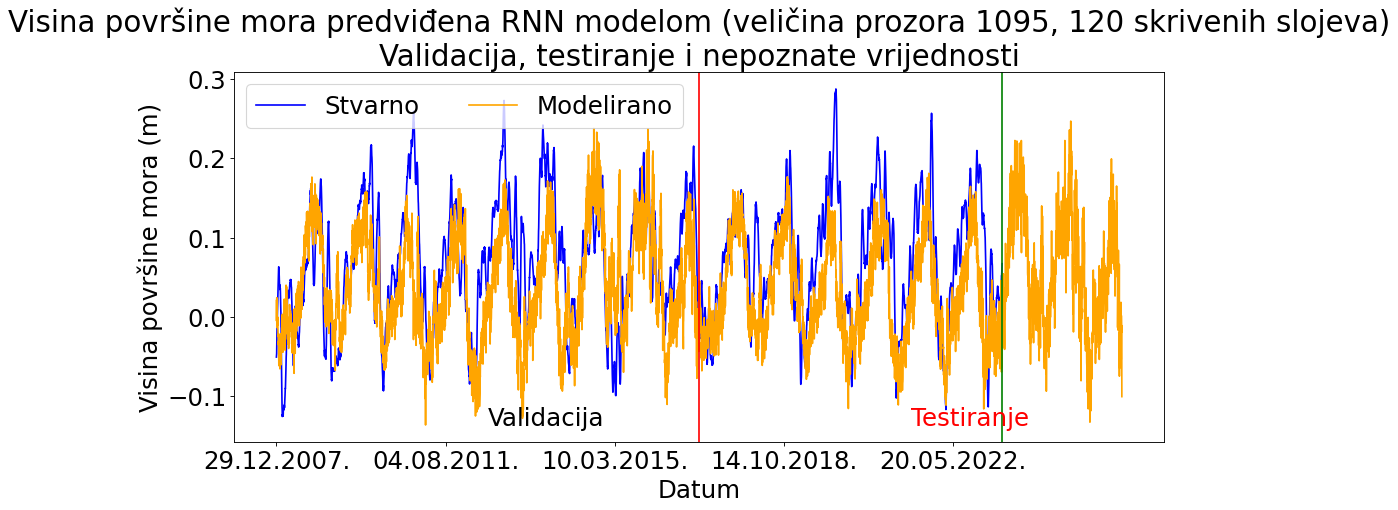 Visina površine mora predviđena RNN modelom (veličina prozora 1095, 120 skrivenih slojeva)
Validacija, testiranje i nepoznate vrijednosti
Stvarno
Modelirano
Visina površine mora (m)
0.3
0.2
0.1
0.0
−0.1
Validacija
Testiranje
29.12.2007.
04.08.2011.
10.03.2015.
14.10.2018.
20.05.2022.
Datum